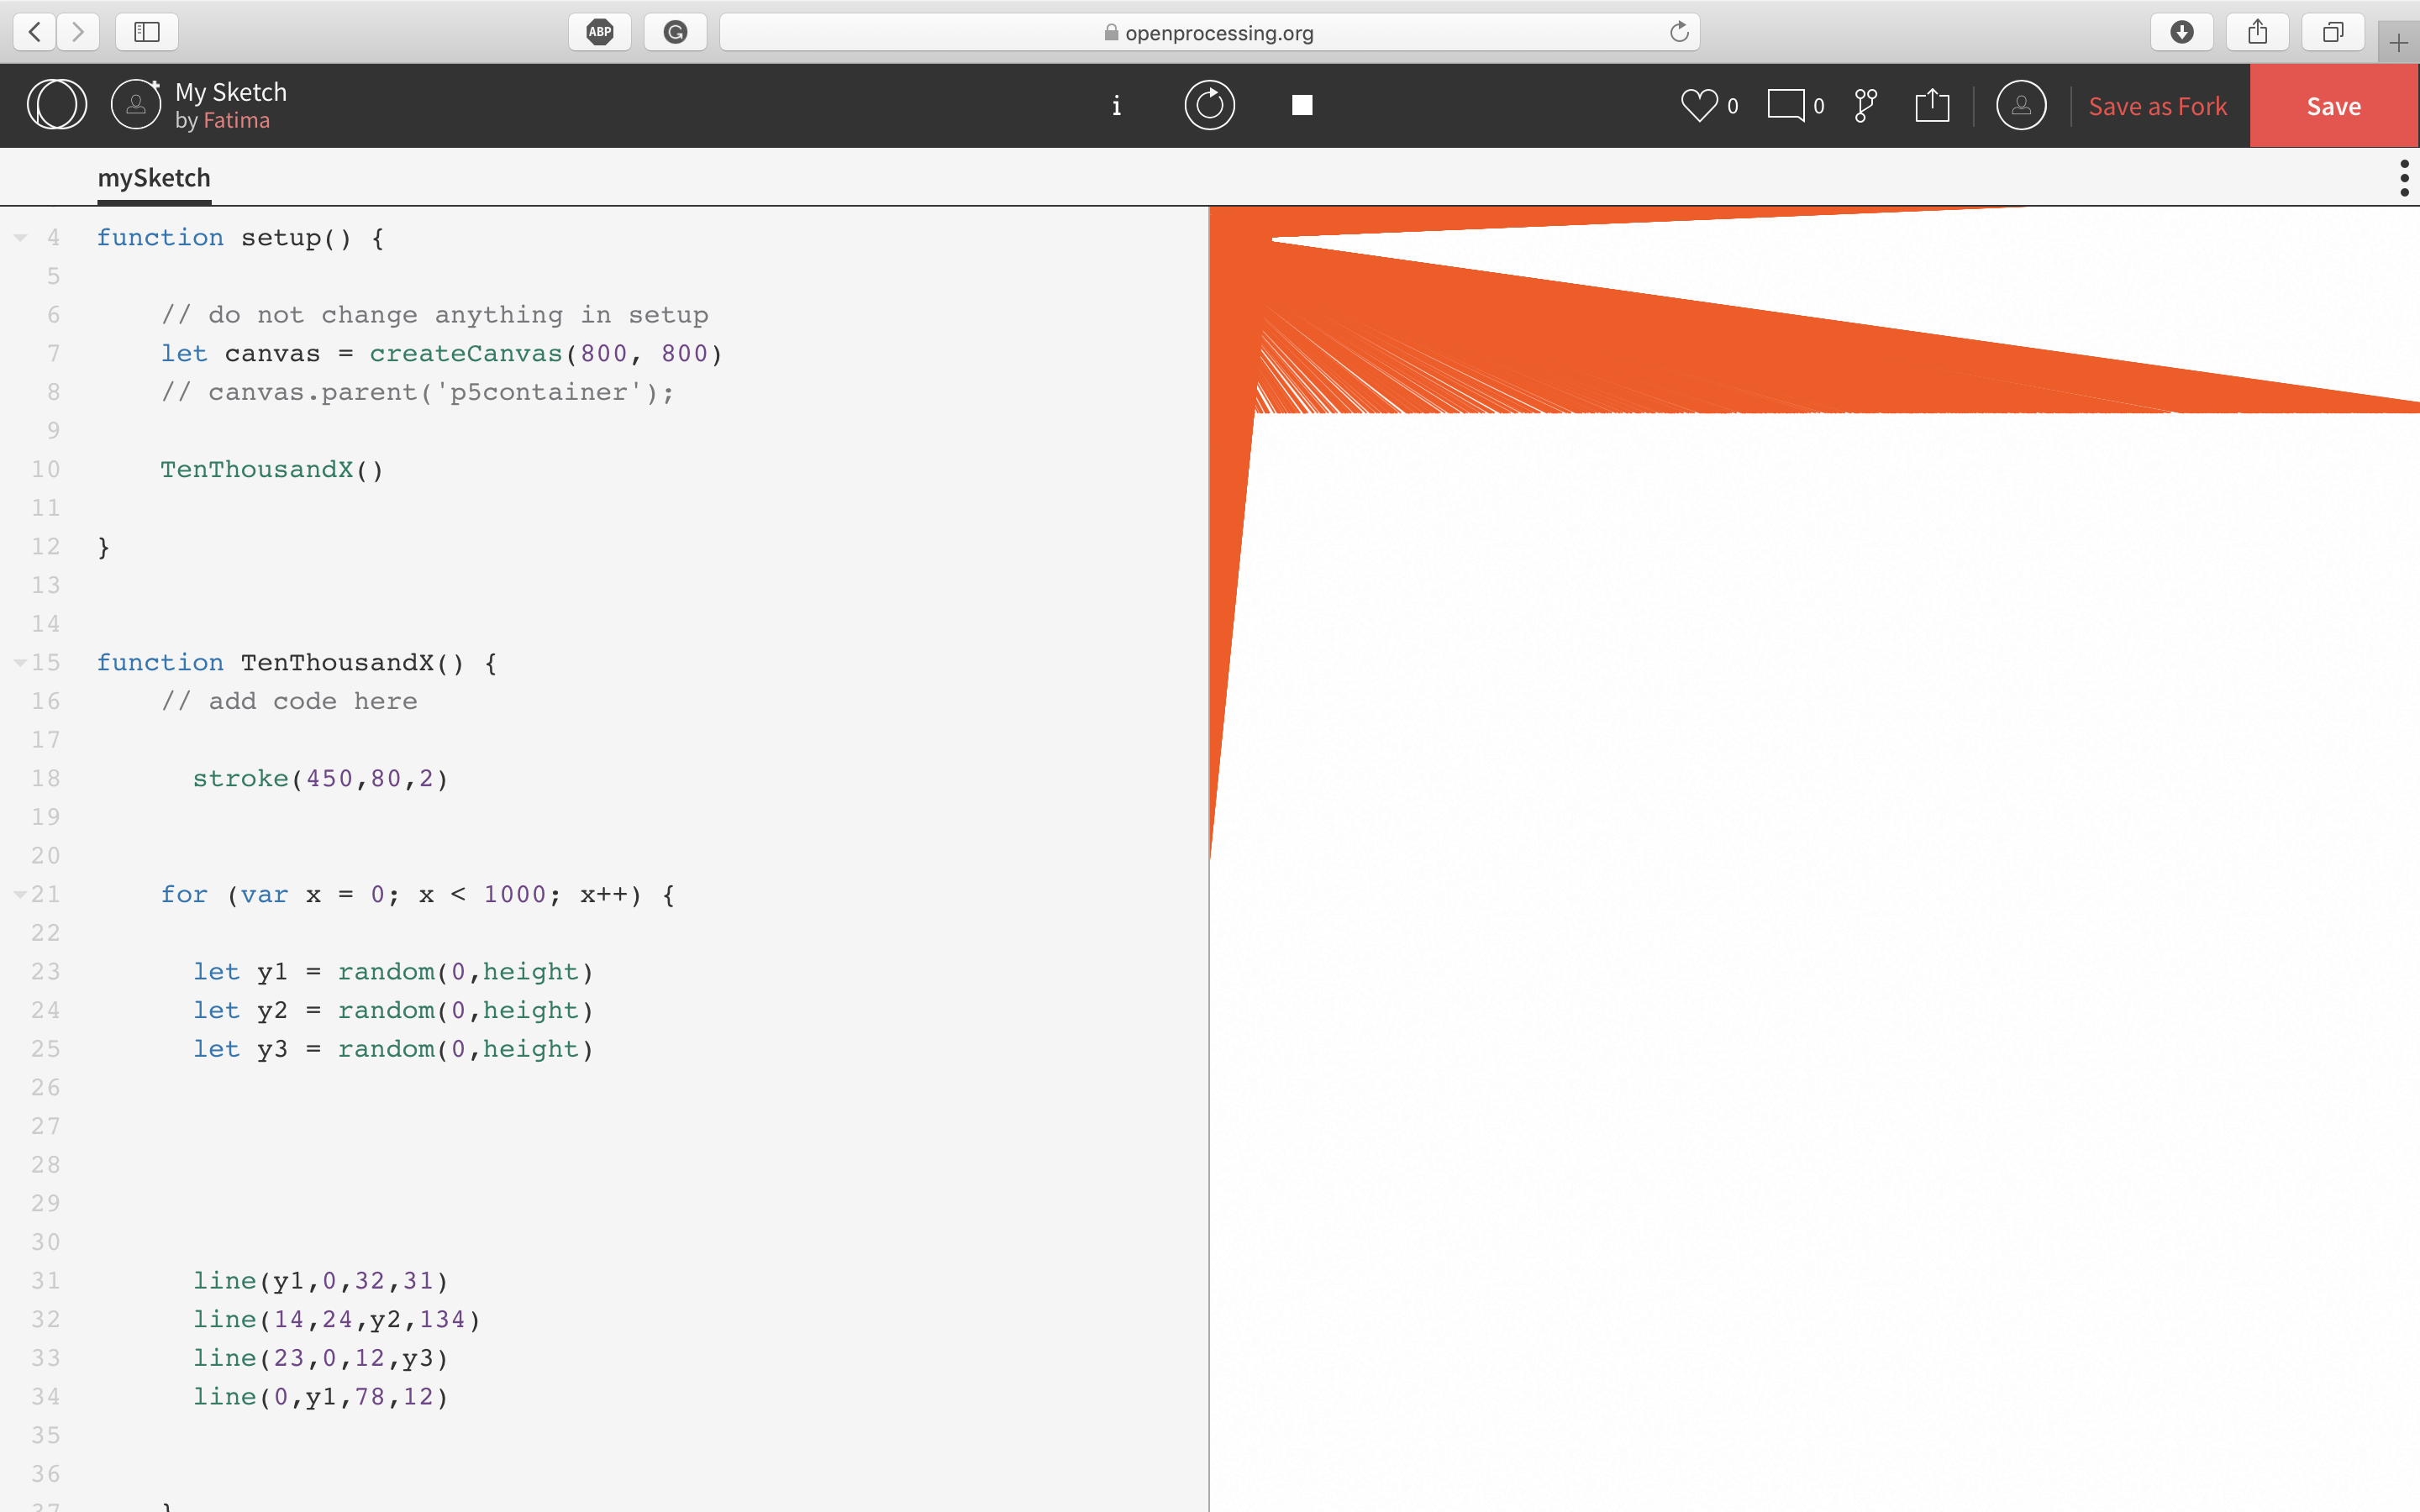 ABP
openprocessing.org
My Sketch
by Fatima
i
0
0
Save as Fork
Save
mySketch
4 function setup() {
5
6 // do not change anything in setup
7 let canvas = createCanvas(800, 800)
8 // canvas.parent('p5container');
9
10 TenThousandX()
11
12 }
13
14
15 function TenThousandX() {
16 // add code here
17
18 stroke(450,80,2)
19
20
21 for (var x = 0; x < 1000; x++) {
22
23 let y1 = random(0,height)
24 let y2 = random(0,height)
25 let y3 = random(0,height)
26
27
28
29
30
31 line(y1,0,32,31)
32 line(14,24,y2,134)
33 line(23,0,12,y3)
34 line(0,y1,78,12)
35
36
37 }